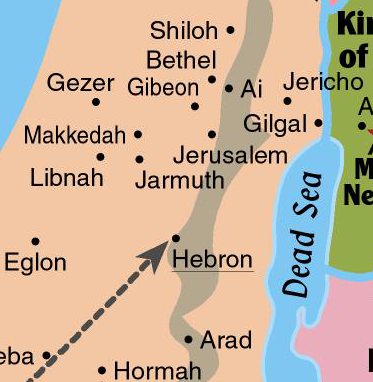 Shiloh
Kin
of
Bethel
Gezer
Gibeon
Ai
Jericho
A
Gilgal
Makkedah
Jerusalem
M
Ne
Libnah
Jarmuth
Dead Sea
Eglon
Hebron
Arad
eba
Hormah